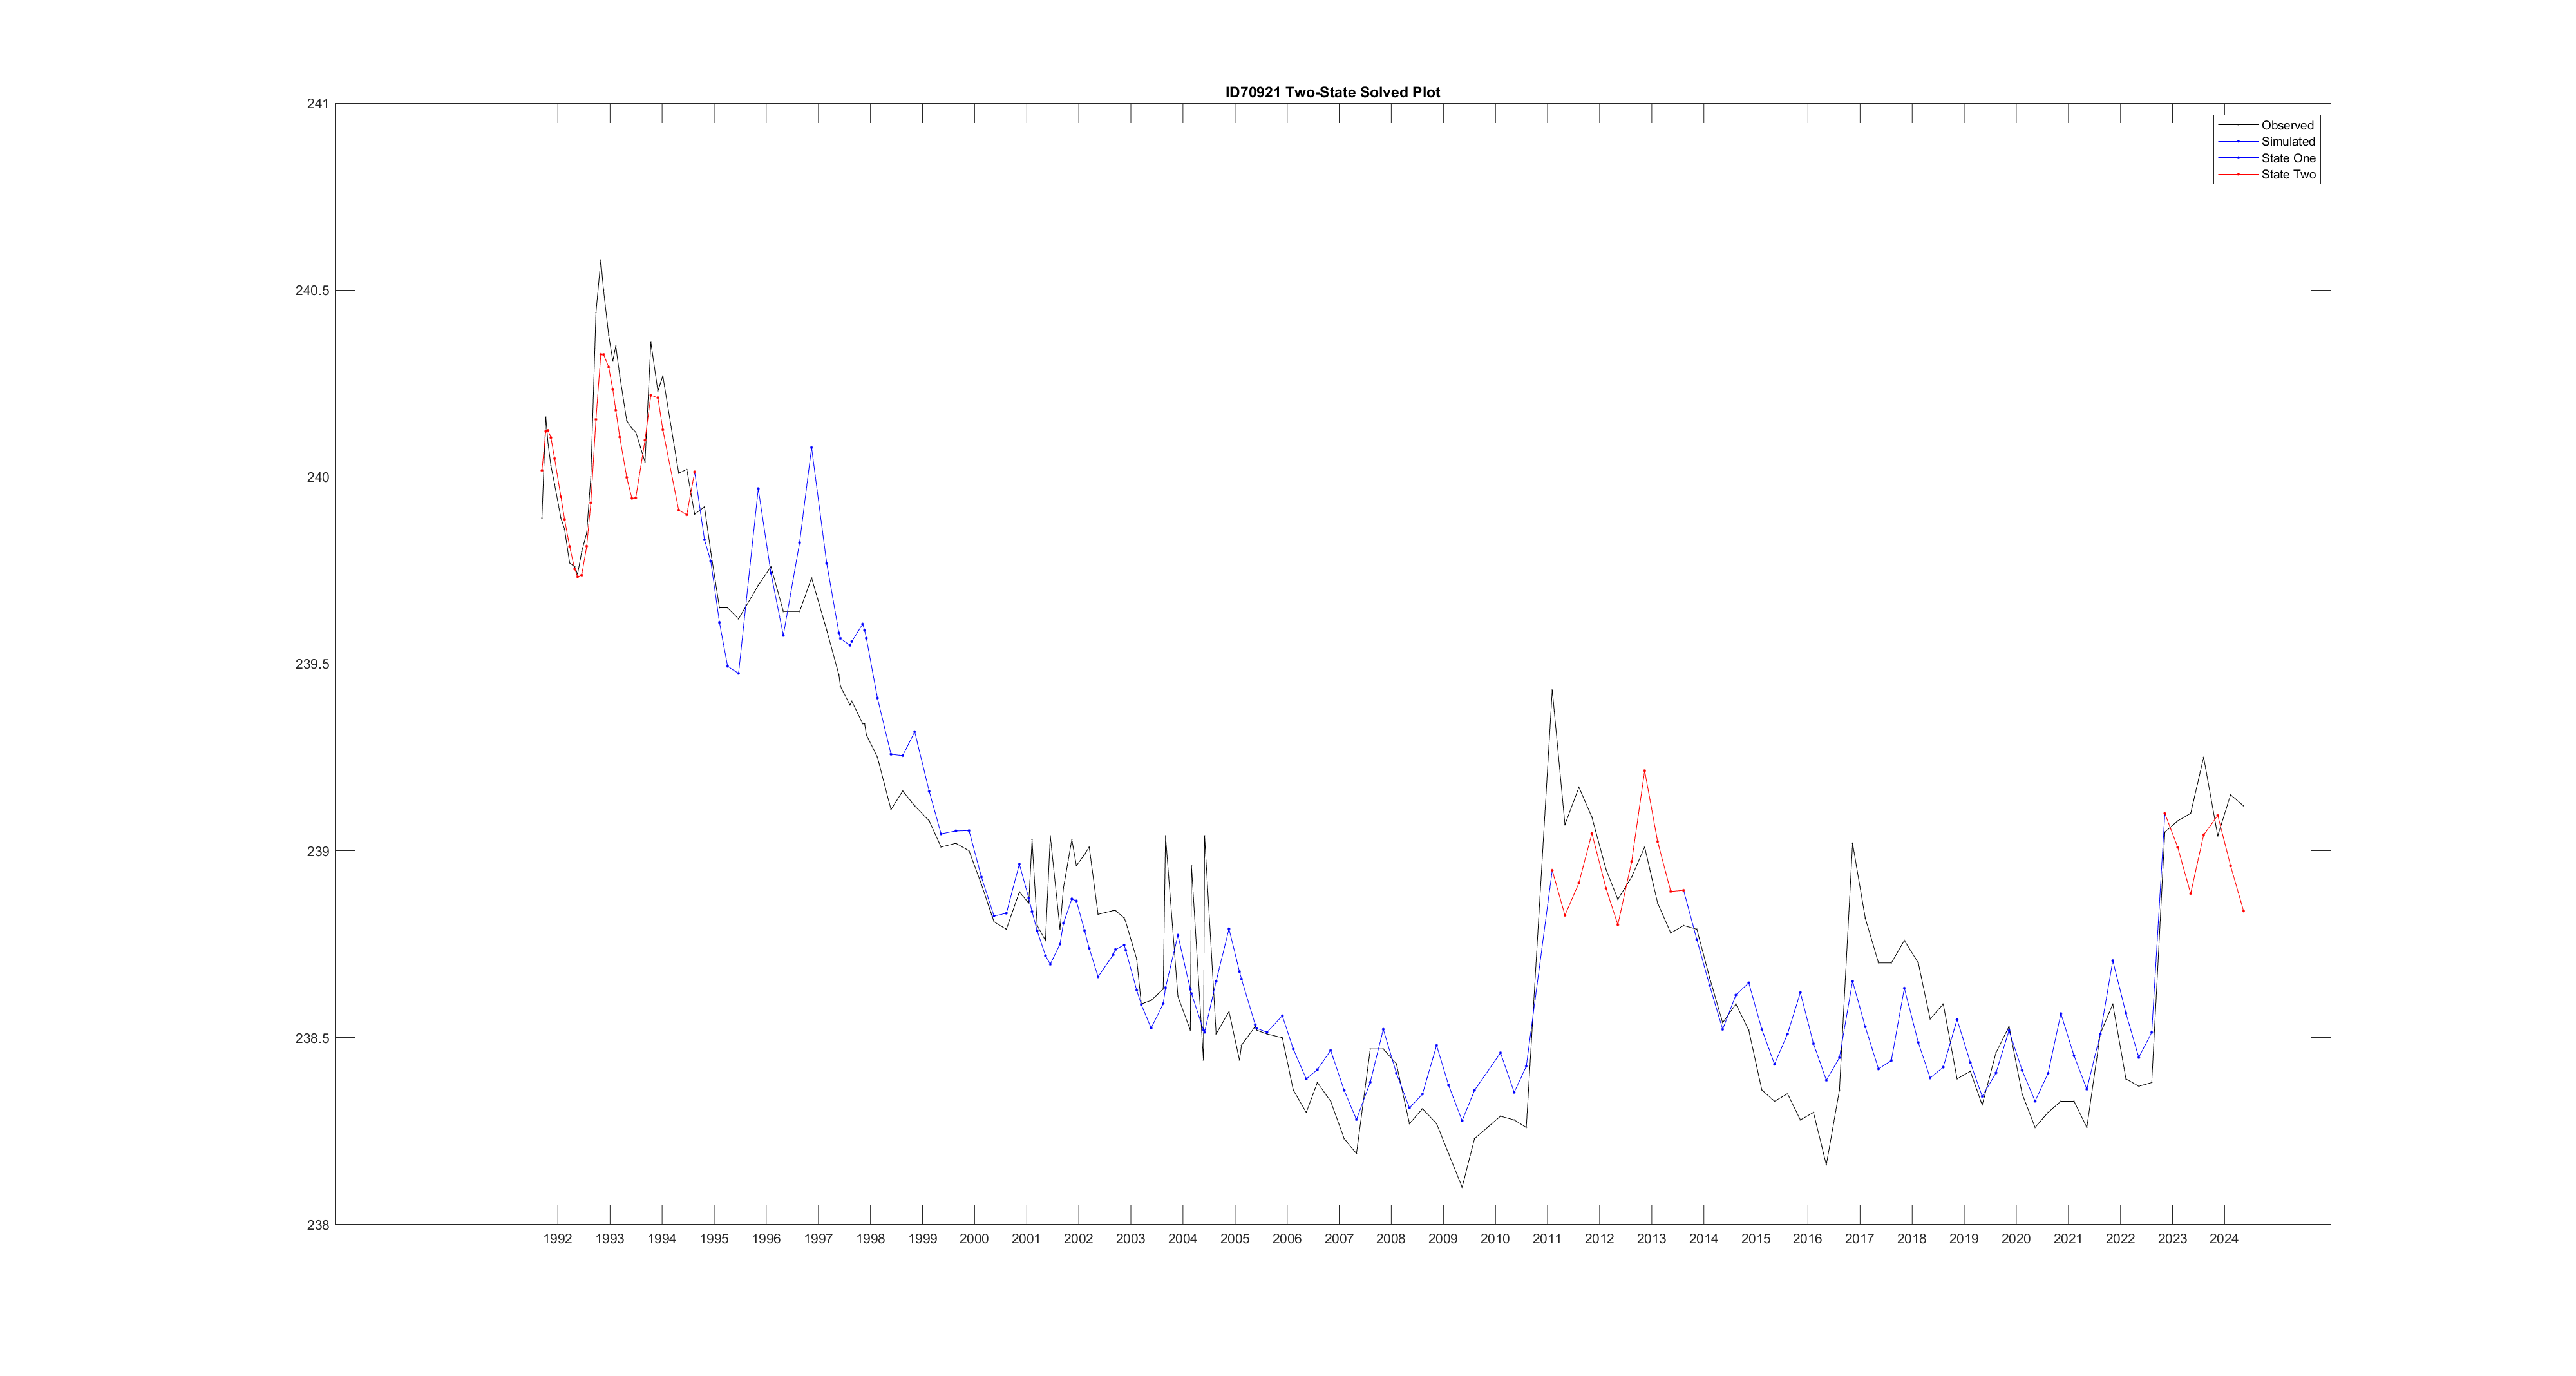 ID70921 Two-State Solved Plot
241
240.5
240
239.5
239
238.5
238
Observed
Simulated
State One
State Two
1992 1993 1994 1995 1996 1997 1998 1999 2000 2001 2002 2003 2004 2005 2006 2007 2008 2009 2010 2011 2012 2013 2014 2015 2016 2017 2018 2019 2020 2021 2022 2023 2024